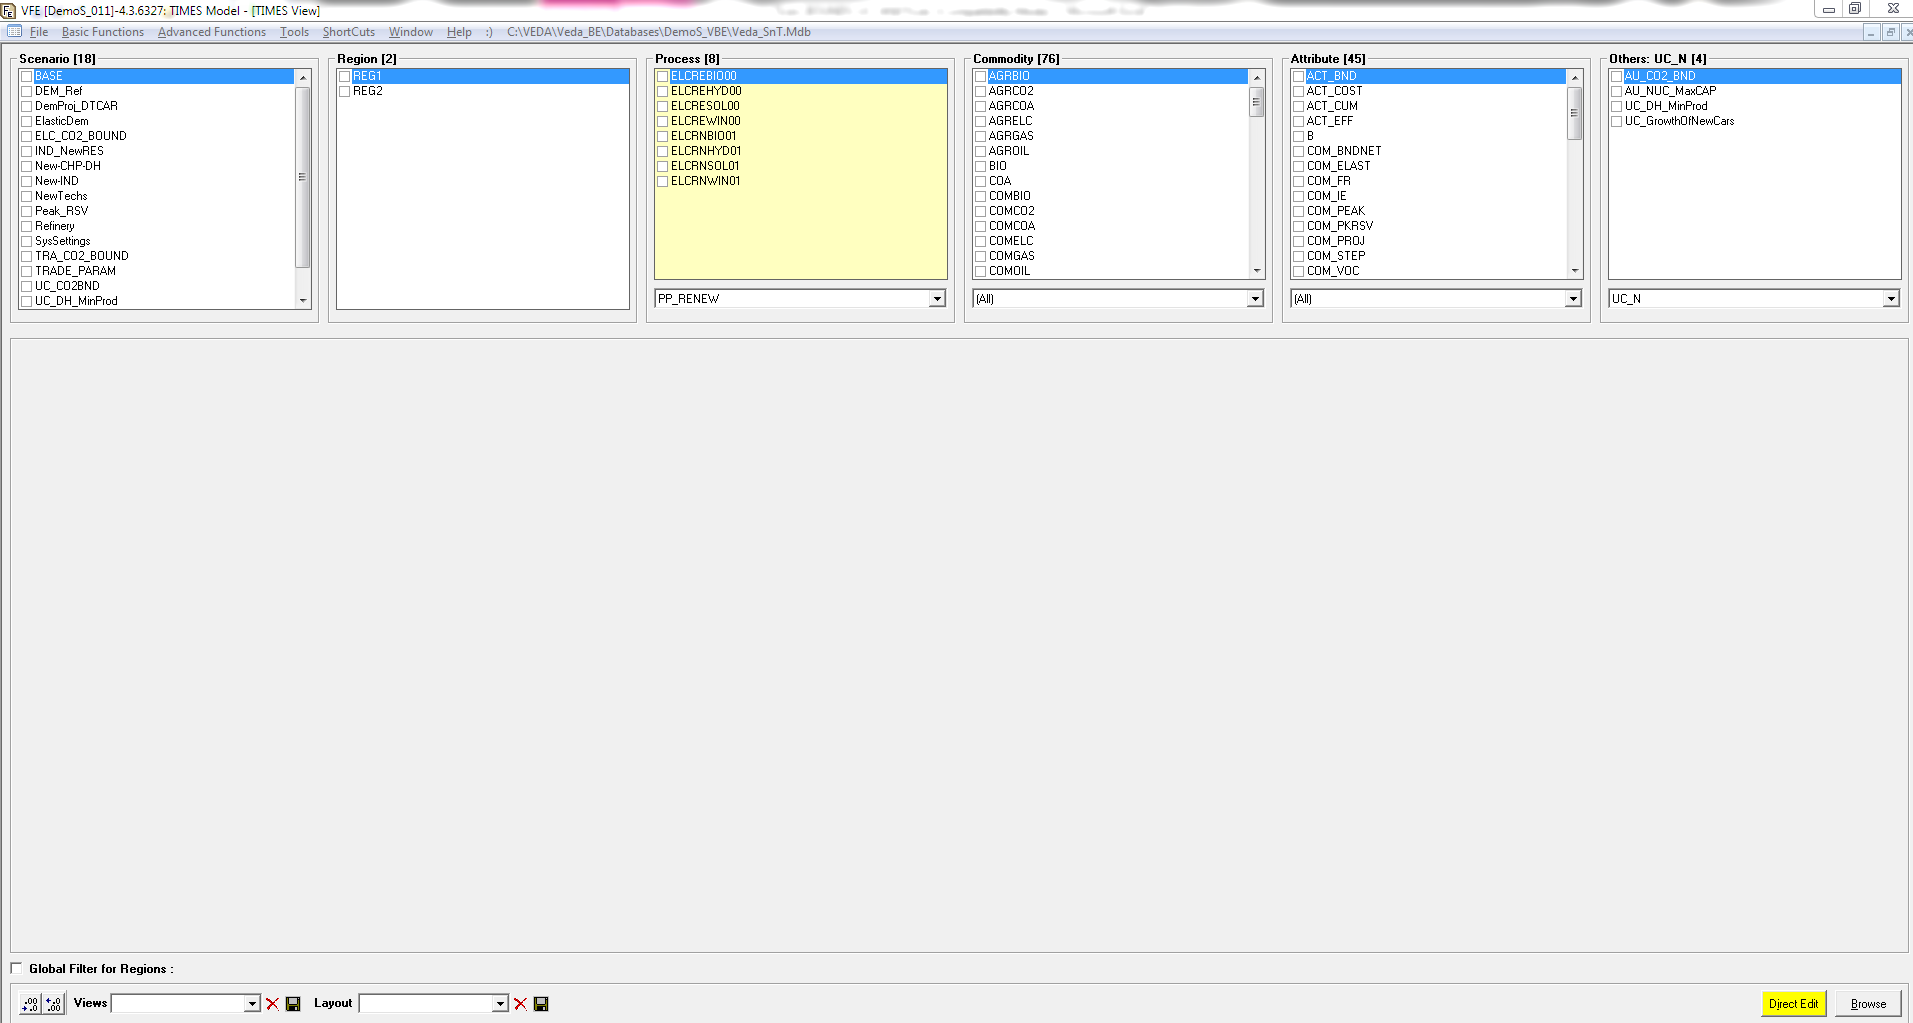 VFE [DemoS_011]-4.3.6327: TIMES Model - [TIMES View]
File Basic Functions Advanced Functions Tools ShortCuts Window Help :) C:\VEDA\Veda_BE\Databases\DemoS_VBE\Veda_SnT.Mdb
Scenario [18]
BASE
DEM_Ref
DemProj_DTCAR
ElasticDem
ELC_CO2_BOUND
IND_NewRES
New-CHP-DH
New-IND
NewTechs
Peak_RSV
Refinery
SysSettings
TRA_CO2_BOUND
TRADE_PARAM
UC_CO2BND
UC_DH_MinProd
Region [2]
REG1
REG2
Process [8]
ELCREBIO00
ELCREHYD00
ELCRESOL00
ELCREWIN00
ELCRNBIO01
ELCRNHYD01
ELCRNSOL01
ELCRNWIN01
PP_RENEW
Commodity [76]
AGRBIO
AGRCO2
AGRCOA
AGRELC
AGRGAS
AGROIL
BIO
COA
COMBIO
COMCO2
COMCOA
COMELC
COMGAS
COMOIL
(All)
Attribute [45]
ACT_BND
ACT_COST
ACT_CUM
ACT_EFF
B
COM_BNDNET
COM_ELAST
COM_FR
COM_IE
COM_PEAK
COM_PKRSV
COM_PROJ
COM_STEP
COM_VOC
(All)
Others: UC_N [4]
AU_CO2_BND
AU_NUC_MaxCAP
UC_DH_MinProd
UC_GrowthOfNewCars
UC_N
Global Filter for Regions :
Views Layout Direct Edit Browse